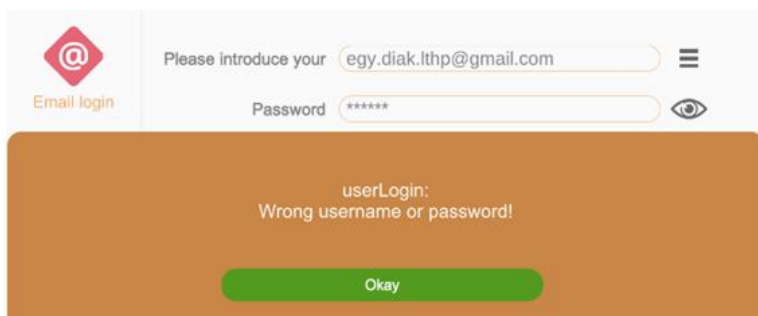 Please introduce your egy.diak.lthp@gmail.com
Email login
Password ******
userLogin:
Wrong username or password!
Okay